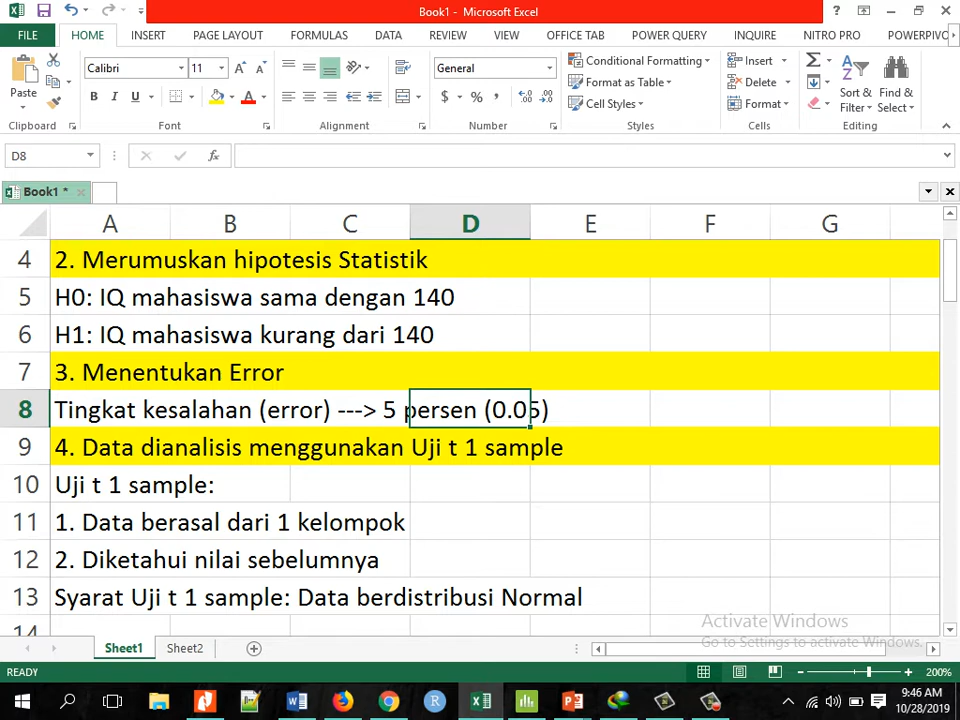 Book1 - Microsoft Excel
FILE HOME INSERT PAGE LAYOUT FORMULAS DATA REVIEW VIEW OFFICE TAB POWER QUERY INQUIRE NITRO PRO POWERPIVO
Paste
Calibri 11
B I U
General
$ %
Conditional Formatting
Format as Table
Cell Styles
Insert
Delete
Format
Sort & Filter
Find & Select
Clipboard Font Alignment Number Styles Cells Editing
D8
fx
Book1 *
A B C D E F G
4 2. Merumuskan hipotesis Statistik
5 H0: IQ mahasiswa sama dengan 140
6 H1: IQ mahasiswa kurang dari 140
7 3. Menentukan Error
8 Tingkat kesalahan (error) ---> 5 persen (0.05)
9 4. Data dianalisis menggunakan Uji t 1 sample
10 Uji t 1 sample:
11 1. Data berasal dari 1 kelompok
12 2. Diketahui nilai sebelumnya
13 Syarat Uji t 1 sample: Data berdistribusi Normal
14
Activate Windows
Go to Settings to activate Windows.
Sheet1 Sheet2
READY 200%
9:46 AM
10/28/2019